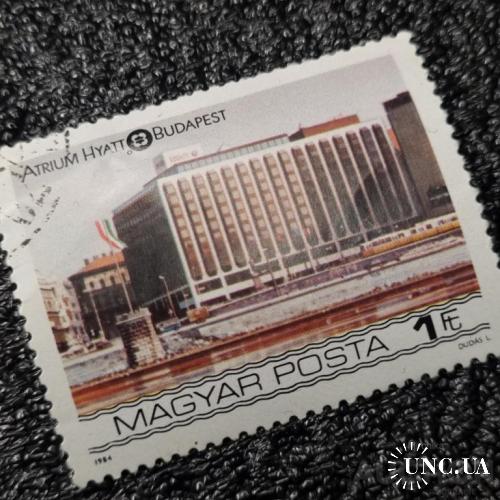 ATRIUM HYATT BUDAPEST
MAGYAR POSTA 1 Ft
DUDÁS L.
1984
UNC.UA